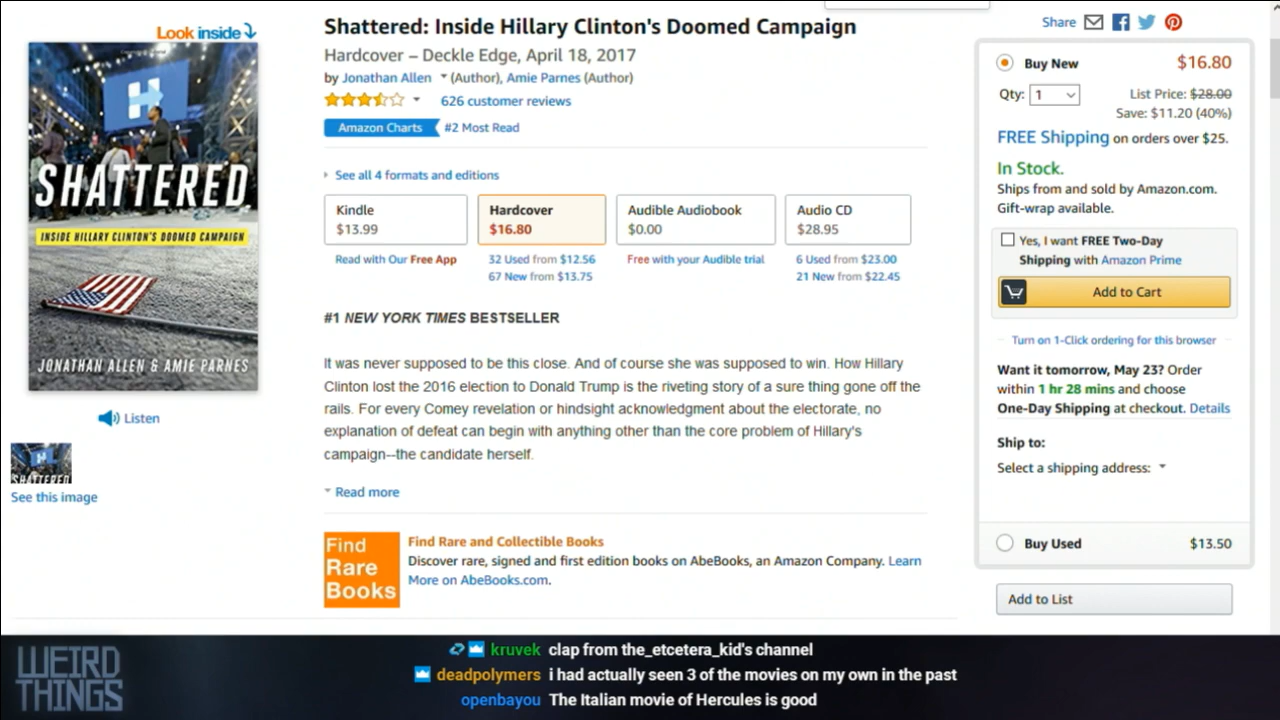 Look inside
SHATTERED
INSIDE HILLARY CLINTON'S DOOMED CAMPAIGN
JONATHAN ALLEN & AMIE PARNES
Listen
SHATTERED
See this image
Shattered: Inside Hillary Clinton's Doomed Campaign
Hardcover – Deckle Edge, April 18, 2017
by Jonathan Allen (Author), Amie Parnes (Author)
626 customer reviews
Amazon Charts #2 Most Read
See all 4 formats and editions
Kindle
$13.99
Read with Our Free App
Hardcover
$16.80
32 Used from $12.56
67 New from $13.75
Audible Audiobook
$0.00
Free with your Audible trial
Audio CD
$28.95
6 Used from $23.00
21 New from $22.45
#1 NEW YORK TIMES BESTSELLER
It was never supposed to be this close. And of course she was supposed to win. How Hillary
Clinton lost the 2016 election to Donald Trump is the riveting story of a sure thing gone off the
rails. For every Comey revelation or hindsight acknowledgment about the electorate, no
explanation of defeat can begin with anything other than the core problem of Hillary's
campaign--the candidate herself.
Read more
Find
Rare
Books
Find Rare and Collectible Books
Discover rare, signed and first edition books on AbeBooks, an Amazon Company. Learn
More on AbeBooks.com.
Share
Buy New $16.80
Qty: 1 List Price: $28.00
Save: $11.20 (40%)
FREE Shipping on orders over $25.
In Stock.
Ships from and sold by Amazon.com.
Gift-wrap available.
Yes, I want FREE Two-Day
Shipping with Amazon Prime
Add to Cart
Turn on 1-Click ordering for this browser
Want it tomorrow, May 23? Order
within 1 hr 28 mins and choose
One-Day Shipping at checkout. Details
Ship to:
Select a shipping address:
Buy Used $13.50
Add to List
WEIRD
THINGS
kruvek clap from the_etcetera_kid's channel
deadpolymers i had actually seen 3 of the movies on my own in the past
openbayou The Italian movie of Hercules is good